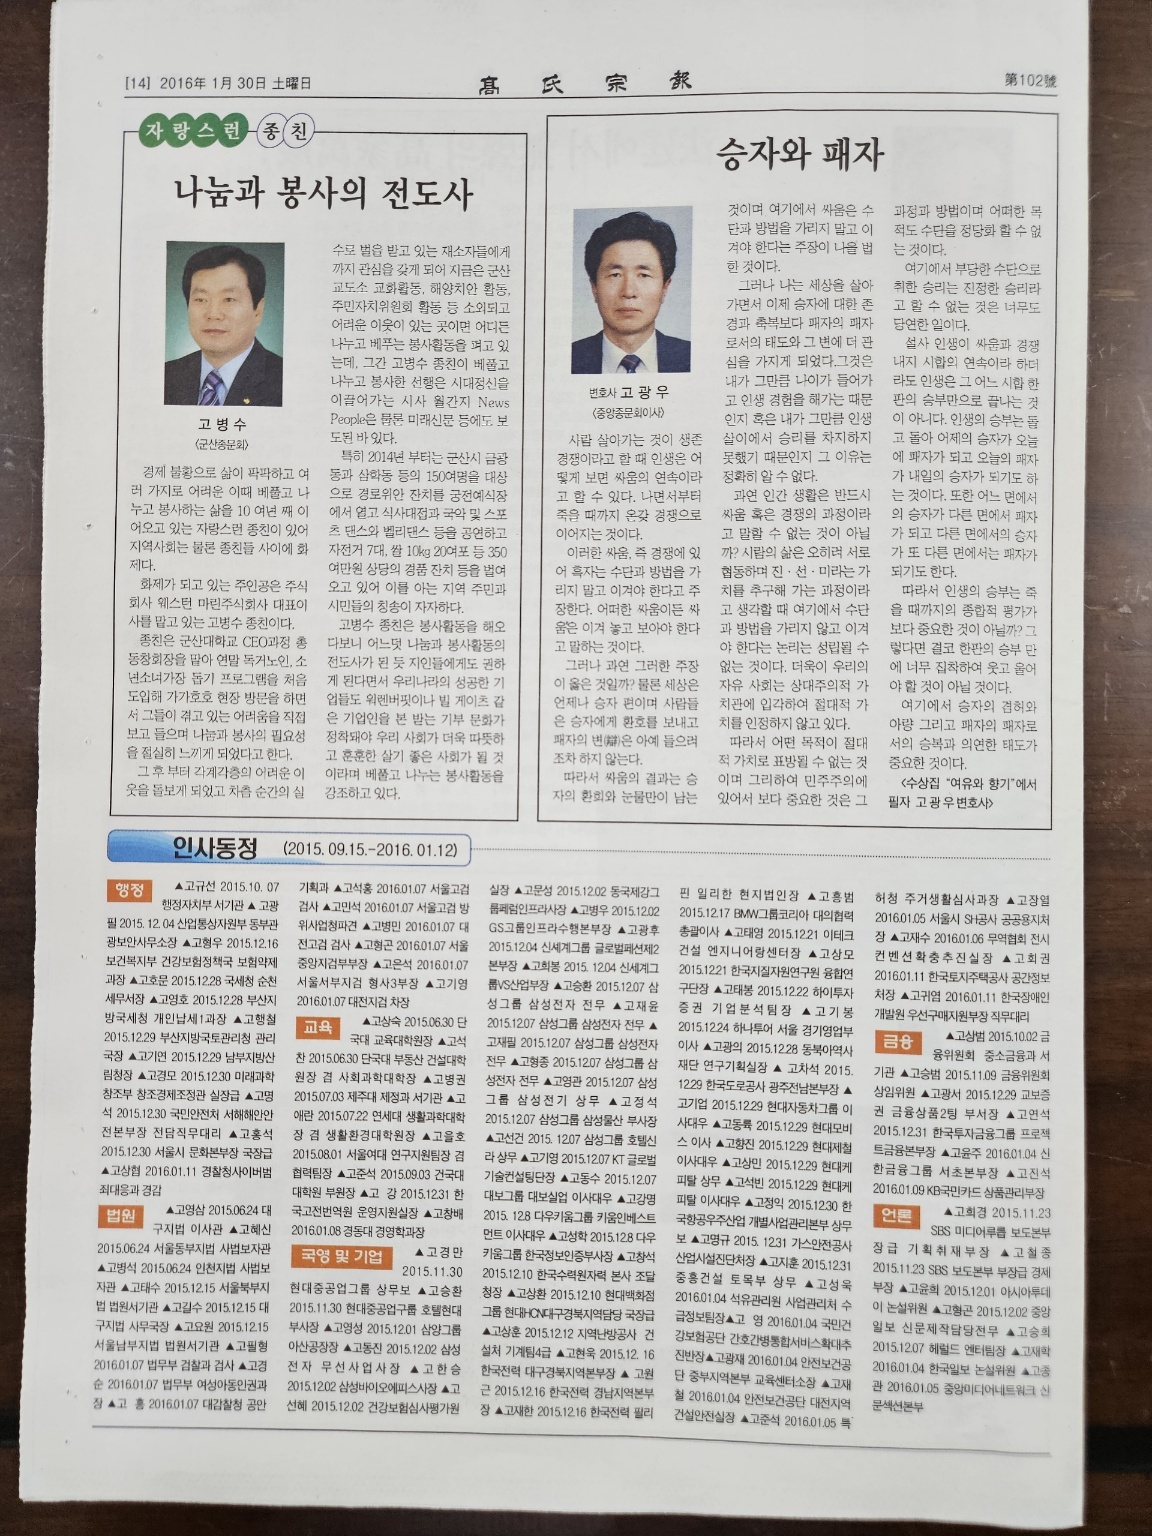 [14] 2016年 1月 30日 土曜日
高氏宗報
第102號
자랑스런 종친
나눔과 봉사의 전도사
고 병 수
〈군산종문회〉
경제 불황으로 삶이 팍팍하고 여
러 가지로 어려운 이때 베풀고 나
누고 봉사하는 삶을 10 여년 째 이
어오고 있는 자랑스런 종친이 있어
지역사회는 물론 종친들 사이에 화
제다.
화제가 되고 있는 주인공은 주식
회사 웨스턴 마린주식회사 대표이
사를 맡고 있는 고병수 종친이다.
종친은 군산대학교 CEO과정 총
동창회장을 맡아 연말 독거노인, 소
년소녀가장 돕기 프로그램을 처음
도입해 가가호호 현장 방문을 하면
서 그들이 겪고 있는 어려움을 직접
보고 들으며 나눔과 봉사의 필요성
을 절실히 느끼게 되었다고 한다.
그 후 부터 각계각층의 어려운 이
웃을 돌보게 되었고 차츰 순간의 실
수로 법을 받고 있는 재소자들에게
까지 관심을 갖게 되어 지금은 군산
교도소 교화활동, 해양치안 활동,
주민자치위원회 활동 등 소외되고
어려운 이웃이 있는 곳이면 어디든
나누고 베푸는 봉사활동을 펴고 있
는데, 그간 고병수 종친이 베풀고
나누고 봉사한 선행은 시대정신을
이끌어가는 시사 월간지 News
People은 물론 미래신문 등에도 보
도된 바 있다.
특히 2014년 부터는 군산시 금광
동과 삼학동 등의 150여명을 대상
으로 경로위안 잔치를 궁전예식장
에서 열고 식사대접과 국악 및 스포
츠 댄스와 벨리댄스 등을 공연하고
자전거 7대, 쌀 10kg 20여포 등 350
여만원 상당의 경품 잔치 등을 벌여
오고 있어 이를 아는 지역 주민과
시민들의 칭송이 자자하다.
고병수 종친은 봉사활동을 해오
다보니 어느덧 나눔과 봉사활동의
전도사가 된 듯 지인들에게도 권하
게 된다면서 우리나라의 성공한 기
업들도 워렌버핏이나 빌 게이츠 같
은 기업인을 본 받는 기부 문화가
정착돼야 우리 사회가 더욱 따뜻하
고 훈훈한 살기 좋은 사회가 될 것
이라며 베풀고 나누는 봉사활동을
강조하고 있다.
승자와 패자
변호사 고 광 우
〈중앙종문회이사〉
사람 살아가는 것이 생존
경쟁이라고 할 때 인생은 어
떻게 보면 싸움의 연속이라
고 할 수 있다. 나면서부터
죽을 때까지 온갖 경쟁으로
이어지는 것이다.
이러한 싸움, 즉 경쟁에 있
어 혹자는 수단과 방법을 가
리지 말고 이겨야 한다고 주
장한다. 어떠한 싸움이든 싸
움은 이겨 놓고 보아야 한다
고 말하는 것이다.
그러나 과연 그러한 주장
이 옳은 것일까? 물론 세상은
언제나 승자 편이며 사람들
은 승자에게 환호를 보내고
패자의 변(辯)은 아예 들으려
조차 하지 않는다.
따라서 싸움의 결과는 승
자의 환희와 눈물만이 남는
것이며 여기에서 싸움은 수
단과 방법을 가리지 말고 이
겨야 한다는 주장이 나올 법
한 것이다.
그러나 나는 세상을 살아
가면서 이제 승자에 대한 존
경과 축복보다 패자의 패자
로서의 태도와 그 변에 더 관
심을 가지게 되었다.그것은
내가 그만큼 나이가 들어가
고 인생 경험을 해가는 때문
인지 혹은 내가 그만큼 인생
살이에서 승리를 차지하지
못했기 때문인지 그 이유는
정확히 알 수 없다.
과연 인간 생활은 반드시
싸움 혹은 경쟁의 과정이라
고 말할 수 없는 것이 아닐
까? 사람의 삶은 오히려 서로
협동하며 진·선·미라는 가
치를 추구해 가는 과정이라
고 생각할 때 여기에서 수단
과 방법을 가리지 않고 이겨
야 한다는 논리는 성립될 수
없는 것이다. 더욱이 우리의
자유 사회는 상대주의적 가
치관에 입각하여 절대적 가
치를 인정하지 않고 있다.
따라서 어떤 목적이 절대
적 가치로 표방될 수 없는 것
이며 그리하여 민주주의에
있어서 보다 중요한 것은 그
과정과 방법이며 어떠한 목
적도 수단을 정당화 할 수 없
는 것이다.
여기에서 부당한 수단으로
취한 승리는 진정한 승리라
고 할 수 없는 것은 너무도
당연한 일이다.
설사 인생이 싸움과 경쟁
내지 시합의 연속이라 하더
라도 인생은 그 어느 시합 한
판의 승부만으로 끝나는 것
이 아니다. 인생의 승부는 돌
고 돌아 어제의 승자가 오늘
에 패자가 되고 오늘의 패자
가 내일의 승자가 되기도 하
는 것이다. 또한 어느 면에서
의 승자가 다른 면에서 패자
가 되고 다른 면에서의 승자
가 또 다른 면에서는 패자가
되기도 한다.
따라서 인생의 승부는 죽
을 때까지의 종합적 평가가
보다 중요한 것이 아닐까? 그
렇다면 결코 한판의 승부 만
에 너무 집착하여 웃고 울어
야 할 것이 아닐 것이다.
여기에서 승자의 겸허와
아량 그리고 패자의 패자로
서의 승복과 의연한 태도가
중요한 것이다.
〈수상집 “여유와 향기”에서
필자 고 광 우 변호사〉
인사동정 (2015. 09.15.-2016. 01.12)
행정 ▲고규선 2015.10. 07
행정자치부 서기관 ▲ 고광
필 2015. 12. 04 산업통상자원부 동부관
광보안사무소장 ▲고형우 2015.12.16
보건복지부 건강보험정책국 보험약제
과장 ▲고호문 2015.12.28 국세청 순천
세무서장 ▲고영호 2015.12.28 부산지
방국세청 개인납세1과장 ▲고행철
2015.12.29 부산지방국토관리청 관리
국장 ▲고기연 2015.12.29 남부지방산
림청장 ▲고경모 2015.12.30 미래과학
창조부 창조경제조정관 실장급 ▲고명
석 2015.12.30 국민안전처 서해해안안
전본부장 전담직무대리 ▲고홍석
2015.12.30 서울시 문화본부장 국장급
▲고상협 2016.01.11 경찰청사이버범
죄대응과 경감
법원 ▲고영삼 2015.06.24 대
구지법 이사관 ▲고혜신
2015.06.24 서울동부지법 사법보자관
▲고병석 2015.06.24 인천지법 사법보
자관 ▲고태수 2015.12.15 서울북부지
법 법원서기관 ▲고길수 2015.12.15 대
구지법 사무국장 ▲고요원 2015.12.15
서울남부지법 법원서기관 ▲고필형
2016.01.07 법무부 검찰과 검사 ▲고경
순 2016.01.07 법무부 여성아동인권과
장 ▲고 흥 2016.01.07 대검찰청 공안
기획과 ▲고석홍 2016.01.07 서울고검
검사 ▲고민석 2016.01.07 서울고검 방
위사업청파견 ▲고병민 2016.01.07 대
전고검 검사 ▲고형곤 2016.01.07 서울
중앙지검부부장 ▲고은석 2016.01.07
서울서부지검 형사3부장 ▲고기영
2016.01.07 대전지검 차장
교육 ▲고상숙 2015.06.30 단
국대 교육대학원장 ▲고석
찬 2015.06.30 단국대 부동산 건설대학
원장 겸 사회과학대학장 ▲고병권
2015.07.03 제주대 제정과 서기관 ▲고
애란 2015.07.22 연세대 생활과학대학
장 겸 생활환경대학원장 ▲고을호
2015.08.01 서울여대 연구지원팀장 겸
협력팀장 ▲고준석 2015.09.03 건국대
대학원 부원장 ▲고 강 2015.12.31 한
국고전번역원 운영지원실장 ▲고창배
2016.01.08 경동대 경영학과장
국영 및 기업 ▲고경만
2015.11.30
현대중공업그룹 상무보 ▲고승환
2015.11.30 현대중공업구룹 호텔현대
부사장 ▲고영성 2015.12.01 삼양그룹
아산공장장 ▲고동진 2015.12.02 삼성
전자 무선사업사장 ▲고한승
2015.12.02 삼성바이오에피스사장 ▲고
선혜 2015.12.02 건강보험심사평가원
실장 ▲고문성 2015.12.02 동국제강그
룹페럼인프라사장 ▲고병우 2015.12.02
GS그룹인프라수행본부장 ▲고광후
2015.12.04 신세계그룹 글로벌패션제2
본부장 ▲고희봉 2015. 12.04 신세계그
룹VS산업부장 ▲고승환 2015.12.07 삼
성그룹 삼성전자 전무 ▲고재윤
2015.12.07 삼성그룹 삼성전자 전무 ▲
고재필 2015.12.07 삼성그룹 삼성전자
전무 ▲고형종 2015.12.07 삼성그룹 삼
성전자 전무 ▲고영관 2015.12.07 삼성
그룹 삼성전기 상무 ▲고정석
2015.12.07 삼성그룹 삼성물산 부사장
▲고선건 2015. 12.07 삼성그룹 호텔신
라 상무 ▲고기영 2015.12.07 KT 글로벌
기술컨설팅단장 ▲고동수 2015.12.07
대보그룹 대보실업 이사대우 ▲고강명
2015. 12.8 다우키움그룹 키움인베스트
먼트 이사대우 ▲고성학 2015.12.8 다우
키움그룹 한국정보인증부사장 ▲고창석
2015.12.10 한국수력원자력 본사 조달
처장 ▲고상환 2015.12.10 현대백화점
그룹 현대HCN대구경북지역담당 국장급
▲고상훈 2015.12.12 지역난방공사 건
설처 기계팀4급 ▲고현욱 2015.12. 16
한국전력 대구경북지역본부장 ▲ 고원
근 2015.12.16 한국전력 경남지역본부
장 ▲고재한 2015.12.16 한국전력 필리
핀 일리한 현지법인장 ▲고흥범
2015.12.17 BMW그룹코리아 대의협력
총괄이사 ▲고태영 2015.12.21 이테크
건설 엔지니어랑센터장 ▲고상모
2015.12.21 한국지질자원연구원 융합연
구단장 ▲고태봉 2015.12.22 하이투자
증권 기업분석팀장 ▲고기봉
2015.12.24 하나투어 서울 경기영업부
이사 ▲고광의 2015.12.28 동북아역사
재단 연구기획실장 ▲ 고차석 2015.
12.29 한국도로공사 광주전남본부장 ▲
고기업 2015.12.29 현대자동차그룹 이
사대우 ▲고동록 2015.12.29 현대모비
스 이사 ▲고향진 2015.12.29 현대제철
이사대우 ▲고상민 2015.12.29 현대케
피탈 상무 ▲고석빈 2015.12.29 현대케
피탈 이사대우 ▲고정익 2015.12.30 한
국항공우주산업 개별사업관리본부 상무
보 ▲고명규 2015. 12.31 가스안전공사
산업시설진단처장 ▲고지훈 2015.12.31
중흥건설 토목부 상무 ▲고성욱
2016.01.04 석유관리원 사업관리처 수
급정보팀장▲고 영 2016.01.04 국민건
강보험공단 간호간병통합서비스확대추
진반장▲고광재 2016.01.04 안전보건공
단 중부지역본부 교육센터소장 ▲고재
철 2016.01.04 안전보건공단 대전지역
건설안전실장 ▲고준석 2016.01.05 특
허청 주거생활심사과장 ▲고장열
2016.01.05 서울시 SH공사 공공용지처
장 ▲고재수 2016.01.06 무역협회 전시
컨벤션확충추진실장 ▲고회권
2016.01.11 한국토지주택공사 공간정보
처장 ▲고귀염 2016.01.11 한국장애인
개발원 우선구매지원부장 직무대리
금융 ▲고상범 2015.10.02 금
융위원회 중소금융과 서
기관 ▲고승범 2015.11.09 금융위원회
상임위원 ▲고광서 2015.12.29 교보증
권 금융상품2팅 부서장 ▲고연석
2015.12.31 한국투자금융그룹 프로젝
트금융본부장 ▲고윤주 2016.01.04 신
한금융그룹 서초본부장 ▲고진석
2016.01.09 KB국민카드 상품관리부장
언론 ▲고희경 2015.11.23
SBS 미디어루릅 보도본부
장급 기획취재부장 ▲고철종
2015.11.23 SBS 보도본부 부장급 경제
부장 ▲고윤희 2015.12.01 아시아투데
이 논설위원 ▲고형곤 2015.12.02 중앙
일보 신문제작담당전무 ▲고승희
2015.12.07 헤럴드 엔터팀장 ▲고재학
2016.01.04 한국일보 논설위원 ▲고종
관 2016.01.05 중앙미디어네트워크 신
문섹션본부